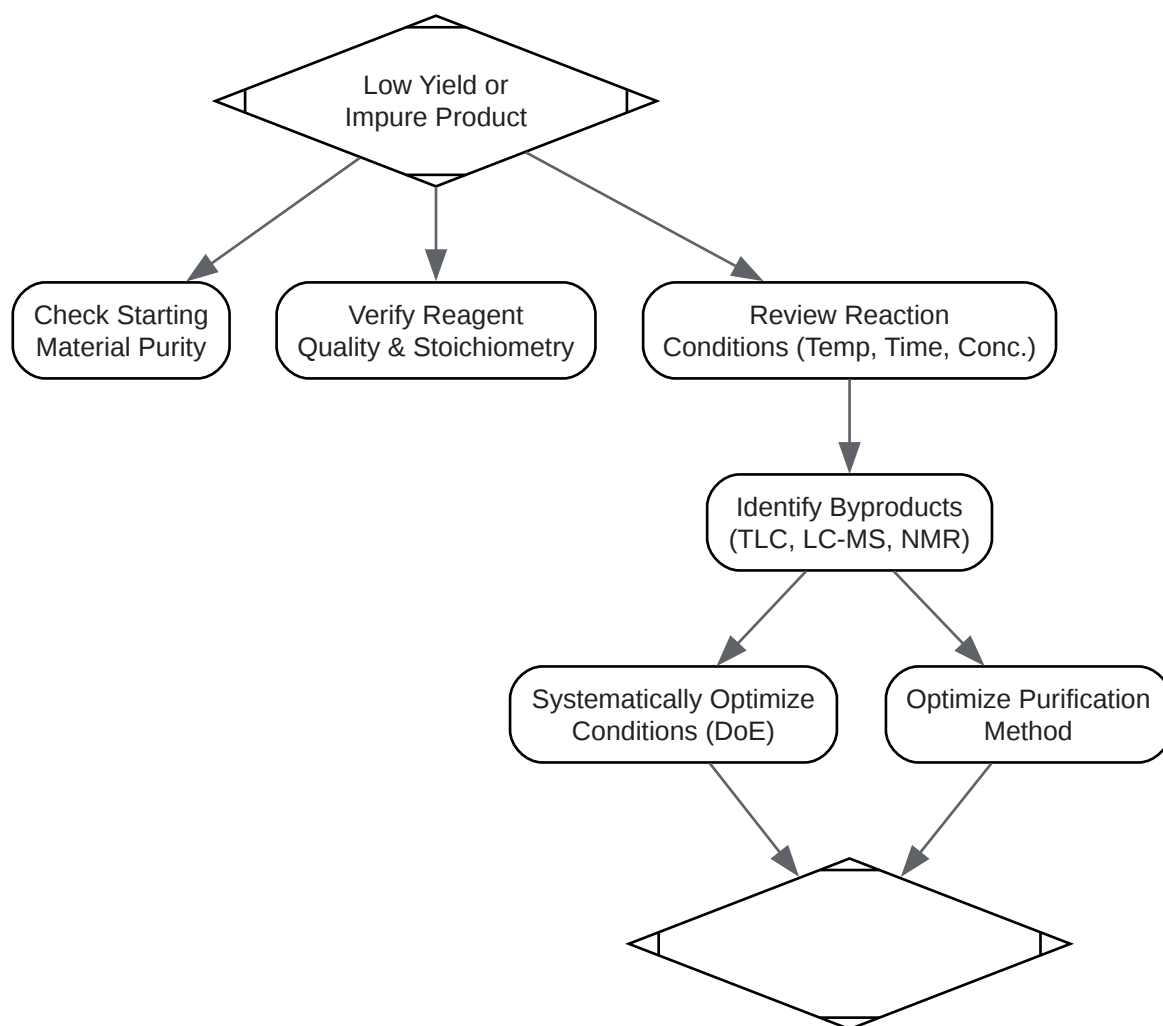 Low Yield or
Impure Product
Check Starting
Material Purity
Verify Reagent
Quality & Stoichiometry
Review Reaction
Conditions (Temp, Time, Conc.)
Identify Byproducts
(TLC, LC-MS, NMR)
Systematically Optimize
Conditions (DoE)
Optimize Purification
Method